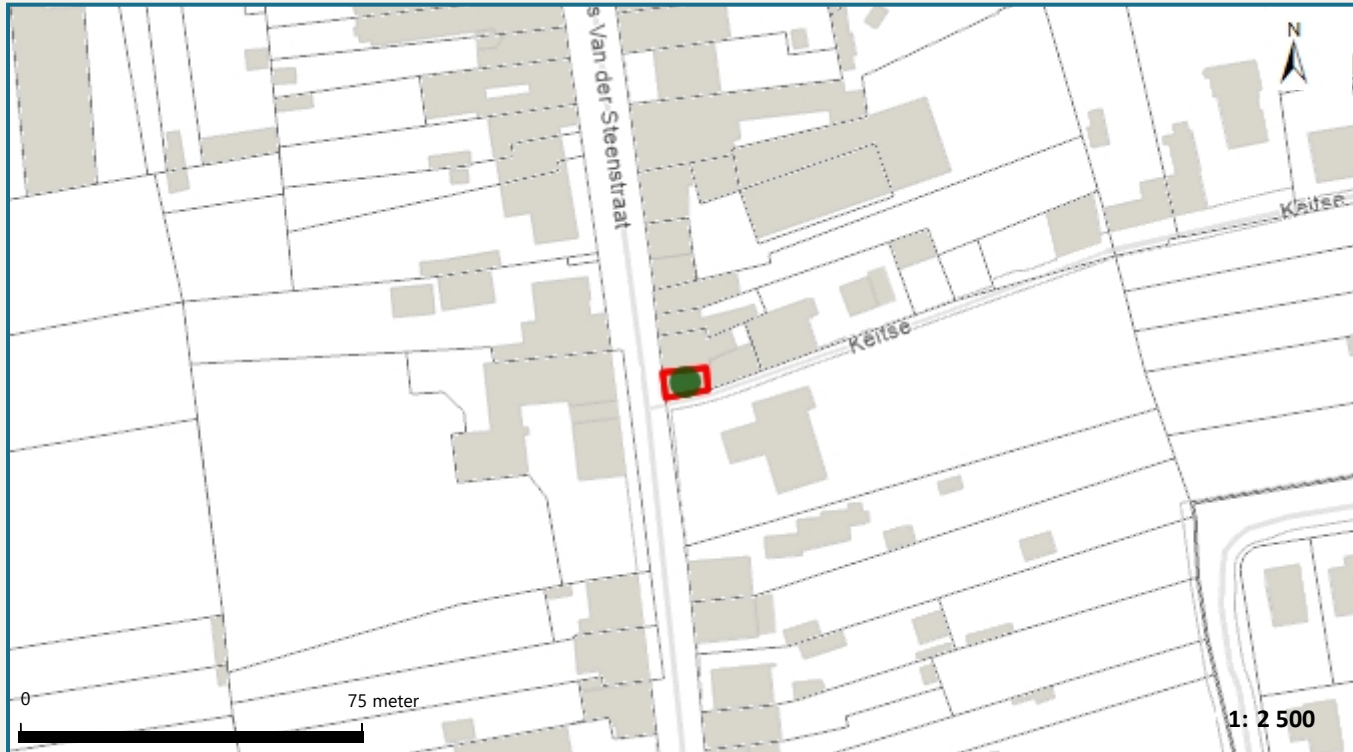 N
s Van der Steenstraat
Keitse
Keitse
0
75 meter
1: 2 500